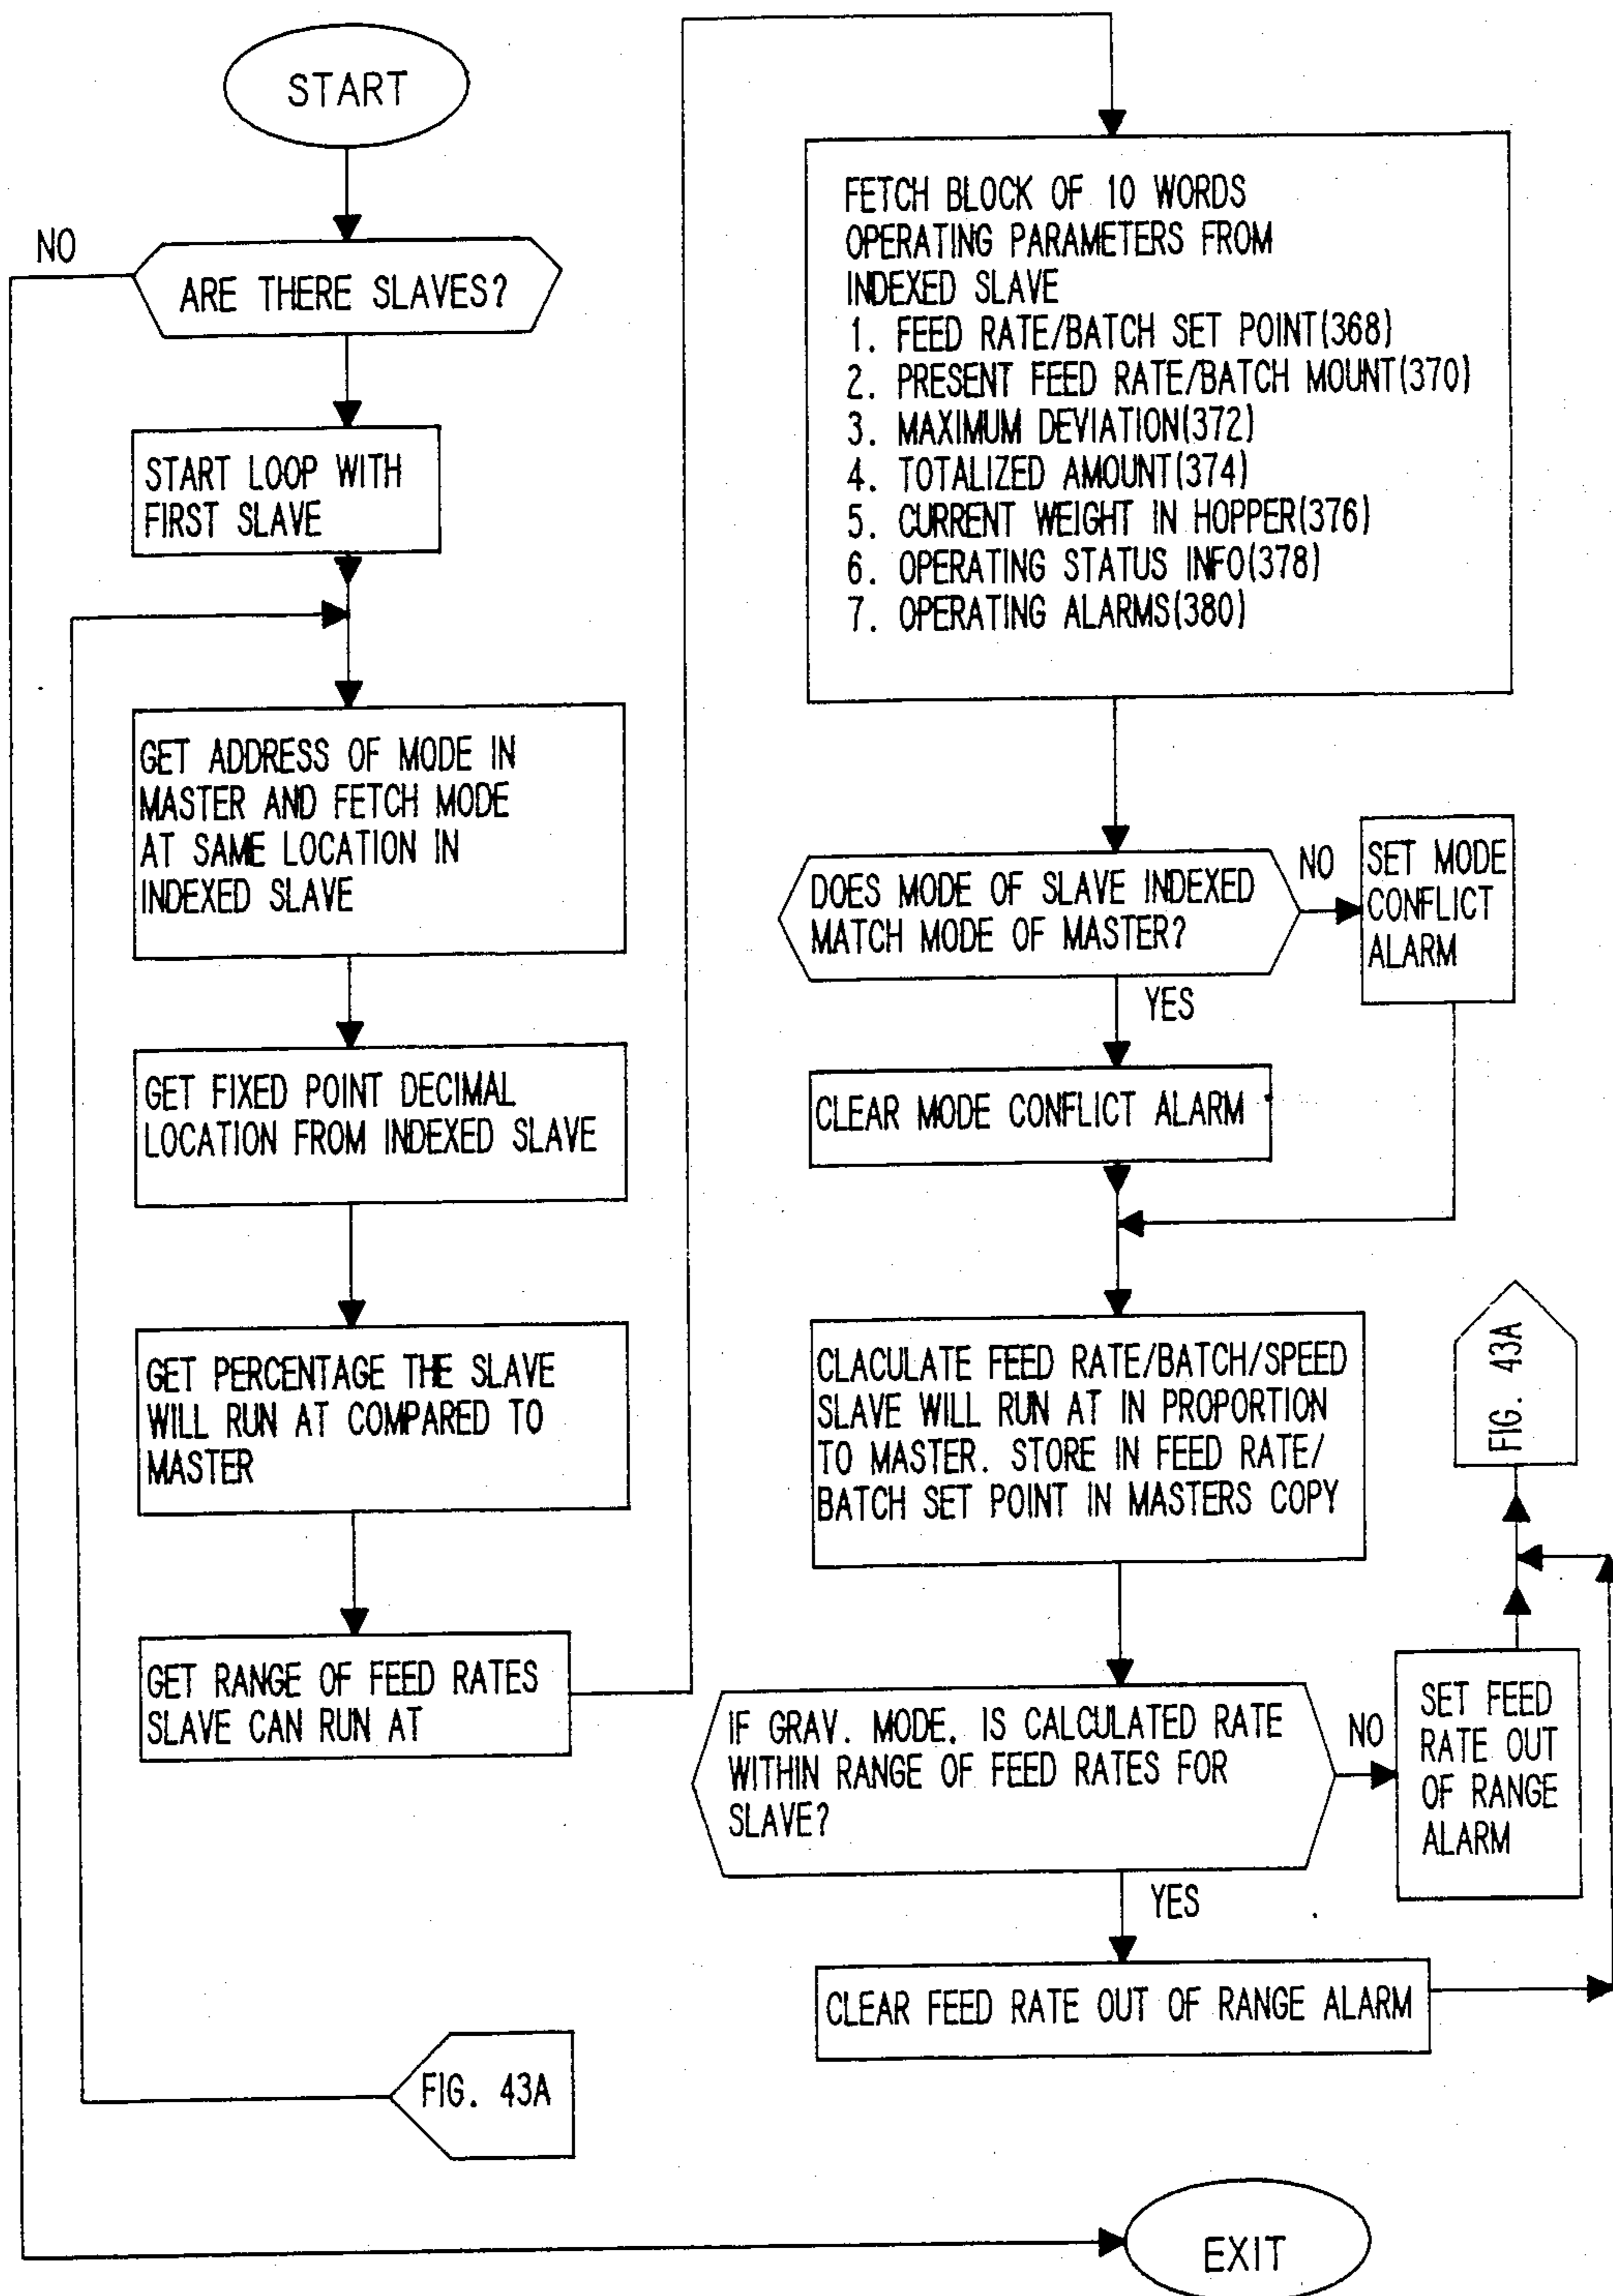 START
NO
ARE THERE SLAVES?
START LOOP WITH
FIRST SLAVE
GET ADDRESS OF MODE IN
MASTER AND FETCH MODE
AT SAME LOCATION IN
INDEXED SLAVE
GET FIXED POINT DECIMAL
LOCATION FROM INDEXED SLAVE
GET PERCENTAGE THE SLAVE
WILL RUN AT COMPARED TO
MASTER
GET RANGE OF FEED RATES
SLAVE CAN RUN AT
FIG. 43A
FETCH BLOCK OF 10 WORDS
OPERATING PARAMETERS FROM
INDEXED SLAVE
1. FEED RATE/BATCH SET POINT(368)
2. PRESENT FEED RATE/BATCH MOUNT(370)
3. MAXIMUM DEVIATION(372)
4. TOTALIZED AMOUNT(374)
5. CURRENT WEIGHT IN HOPPER(376)
6. OPERATING STATUS INFO(378)
7. OPERATING ALARMS(380)
DOES MODE OF SLAVE INDEXED
MATCH MODE OF MASTER?
NO
SET MODE
CONFLICT
ALARM
YES
CLEAR MODE CONFLICT ALARM
CLACULATE FEED RATE/BATCH/SPEED
SLAVE WILL RUN AT IN PROPORTION
TO MASTER. STORE IN FEED RATE/
BATCH SET POINT IN MASTERS COPY
FIG. 43A
IF GRAV. MODE. IS CALCULATED RATE
WITHIN RANGE OF FEED RATES FOR
SLAVE?
NO
SET FEED
RATE OUT
OF RANGE
ALARM
YES
CLEAR FEED RATE OUT OF RANGE ALARM
EXIT